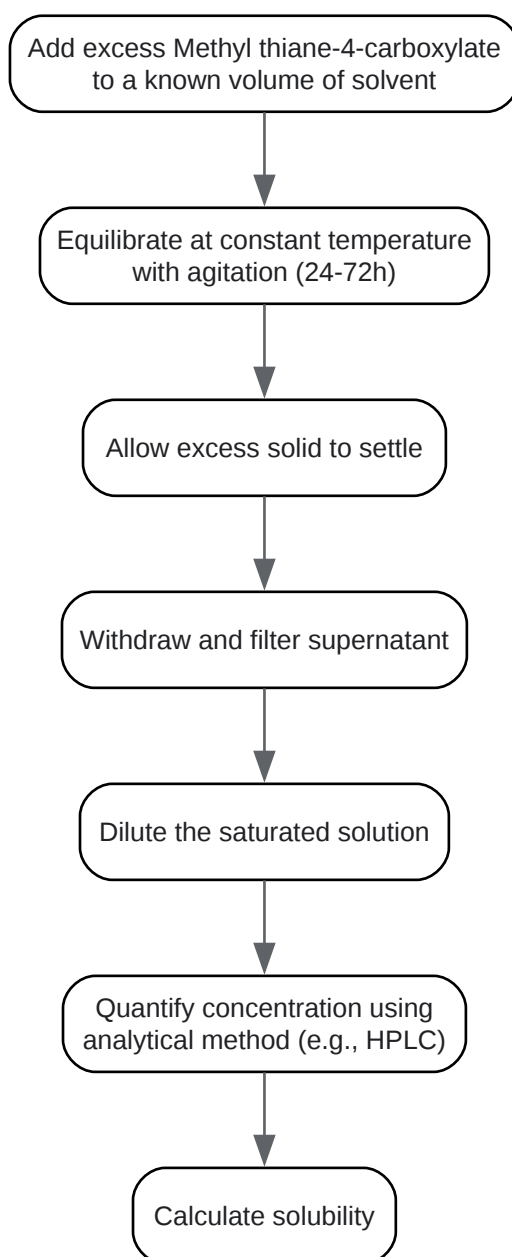 Add excess Methyl thiane-4-carboxylate
to a known volume of solvent
Equilibrate at constant temperature
with agitation (24-72h)
Allow excess solid to settle
Withdraw and filter supernatant
Dilute the saturated solution
Quantify concentration using
analytical method (e.g., HPLC)
Calculate solubility